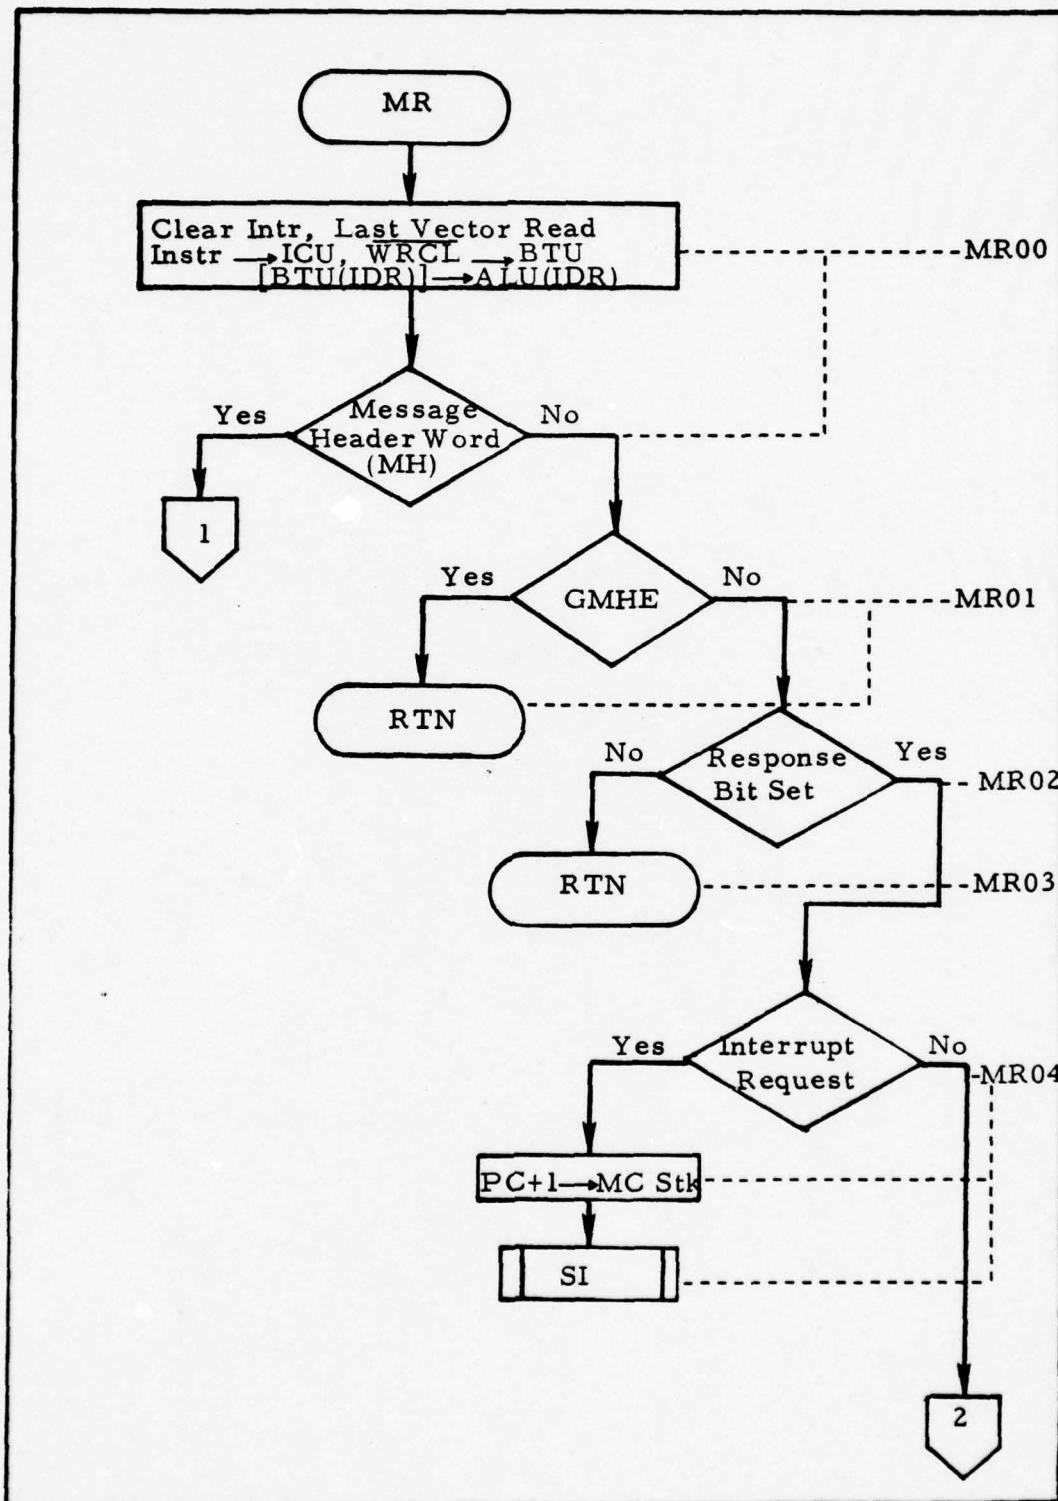 MR
Clear Intr, Last Vector Read
Instr → ICU, W̅R̅C̅L̅ → BTU
[BTU(IDR)] → ALU(IDR)
MR00
Yes
Message
Header Word
(MH)
No
1
Yes
GMHE
No
MR01
RTN
No
Response
Bit Set
Yes
MR02
RTN
MR03
Yes
Interrupt
Request
No
MR04
PC+1→MC Stk
SI
2